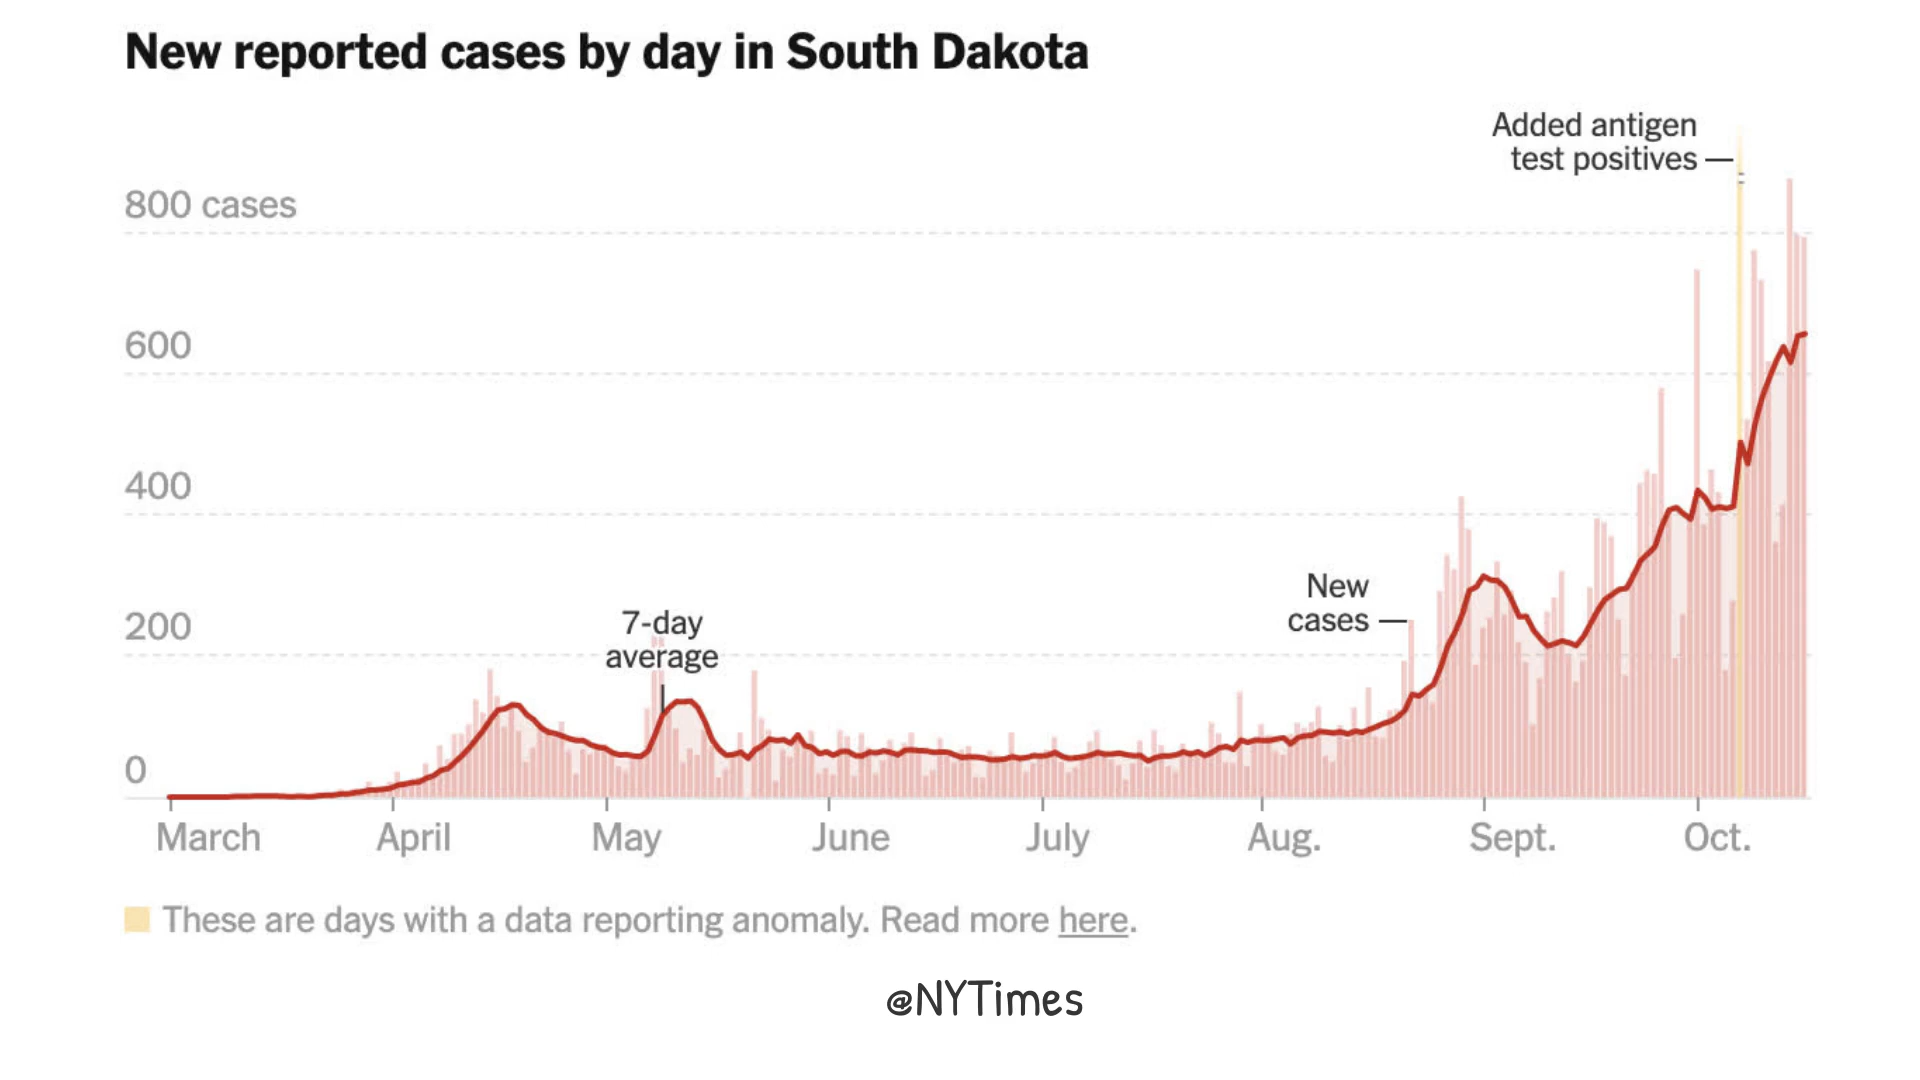 New reported cases by day in South Dakota
Added antigen
test positives
800 cases
600
400
New
cases
7-day
average
200
0
March April May June July Aug. Sept. Oct.
These are days with a data reporting anomaly. Read more here.
@NYTimes